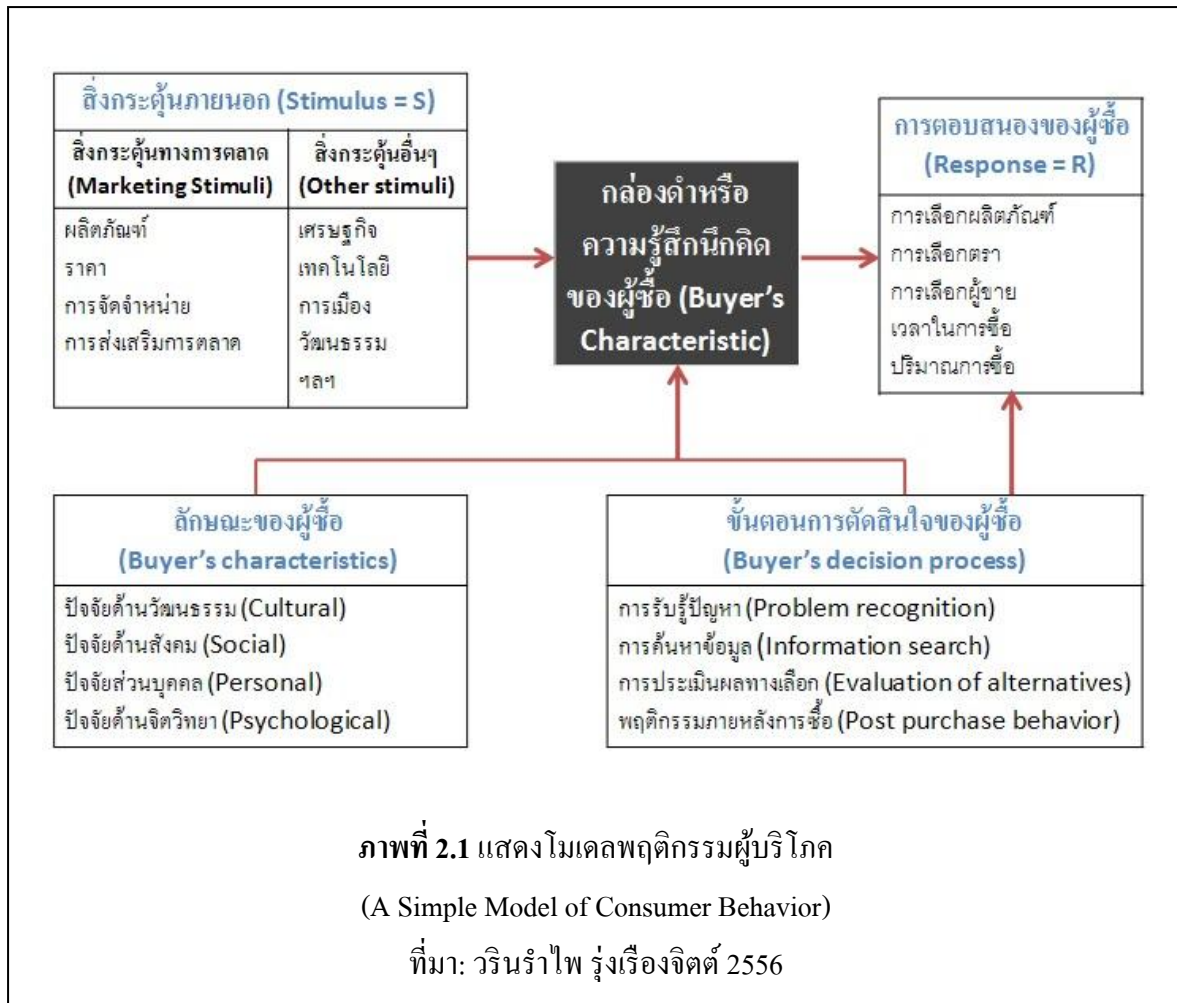 สิ่งกระตุ้นภายนอก (Stimulus = S)
สิ่งกระตุ้นทางการตลาด
(Marketing Stimuli)
ผลิตภัณฑ์
ราคา
การจัดจำหน่าย
การส่งเสริมการตลาด
สิ่งกระตุ้นอื่นๆ
(Other stimuli)
เศรษฐกิจ
เทคโนโลยี
การเมือง
วัฒนธรรม
ฯลฯ
กล่องดำหรือ
ความรู้สึกนึกคิด
ของผู้ซื้อ (Buyer's
Characteristic)
การตอบสนองของผู้ซื้อ
(Response = R)
การเลือกผลิตภัณฑ์
การเลือกตรา
การเลือกผู้ขาย
เวลาในการซื้อ
ปริมาณการซื้อ
ลักษณะของผู้ซื้อ
(Buyer's characteristics)
ปัจจัยด้านวัฒนธรรม (Cultural)
ปัจจัยด้านสังคม (Social)
ปัจจัยส่วนบุคคล (Personal)
ปัจจัยด้านจิตวิทยา (Psychological)
ขั้นตอนการตัดสินใจของผู้ซื้อ
(Buyer's decision process)
การรับรู้ปัญหา (Problem recognition)
การค้นหาข้อมูล (Information search)
การประเมินผลทางเลือก (Evaluation of alternatives)
พฤติกรรมภายหลังการซื้อ (Post purchase behavior)
ภาพที่ 2.1 แสดงโมเดลพฤติกรรมผู้บริโภค
(A Simple Model of Consumer Behavior)
ที่มา: วรินรำไพ รุ่งเรืองจิตต์ 2556